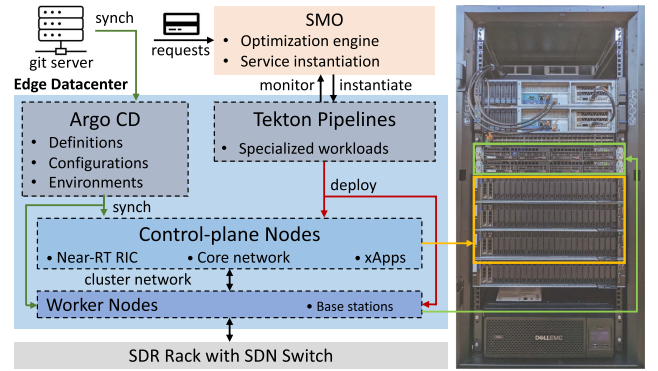 synch
git server
requests
SMO
• Optimization engine
• Service instantiation
Edge Datacenter
monitor
instantiate
Argo CD
• Definitions
• Configurations
• Environments
Tekton Pipelines
• Specialized workloads
synch
deploy
Control-plane Nodes
• Near-RT RIC • Core network • xApps
cluster network
Worker Nodes • Base stations
SDR Rack with SDN Switch
DELLEMC